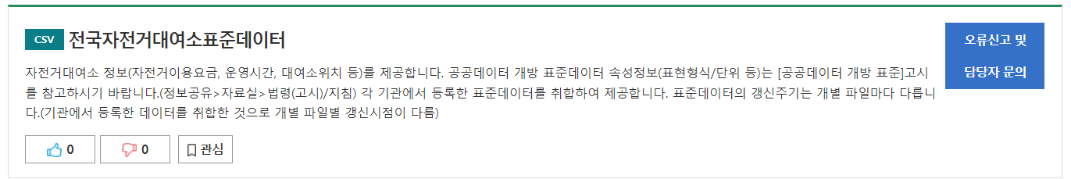 CSV 전국자전거대여소표준데이터
오류신고 및
담당자 문의
자전거대여소 정보(자전거이용요금, 운영시간, 대여소위치 등)를 제공합니다. 공공데이터 개방 표준데이터 속성정보(표현형식/단위 등)는 [공공데이터 개방 표준]고시
를 참고하시기 바랍니다.(정보공유>자료실>법령(고시)/지침) 각 기관에서 등록한 표준데이터를 취합하여 제공합니다. 표준데이터의 갱신주기는 개별 파일마다 다릅니
다.(기관에서 등록한 데이터를 취합한 것으로 개별 파일별 갱신시점이 다름)
0 0 관심